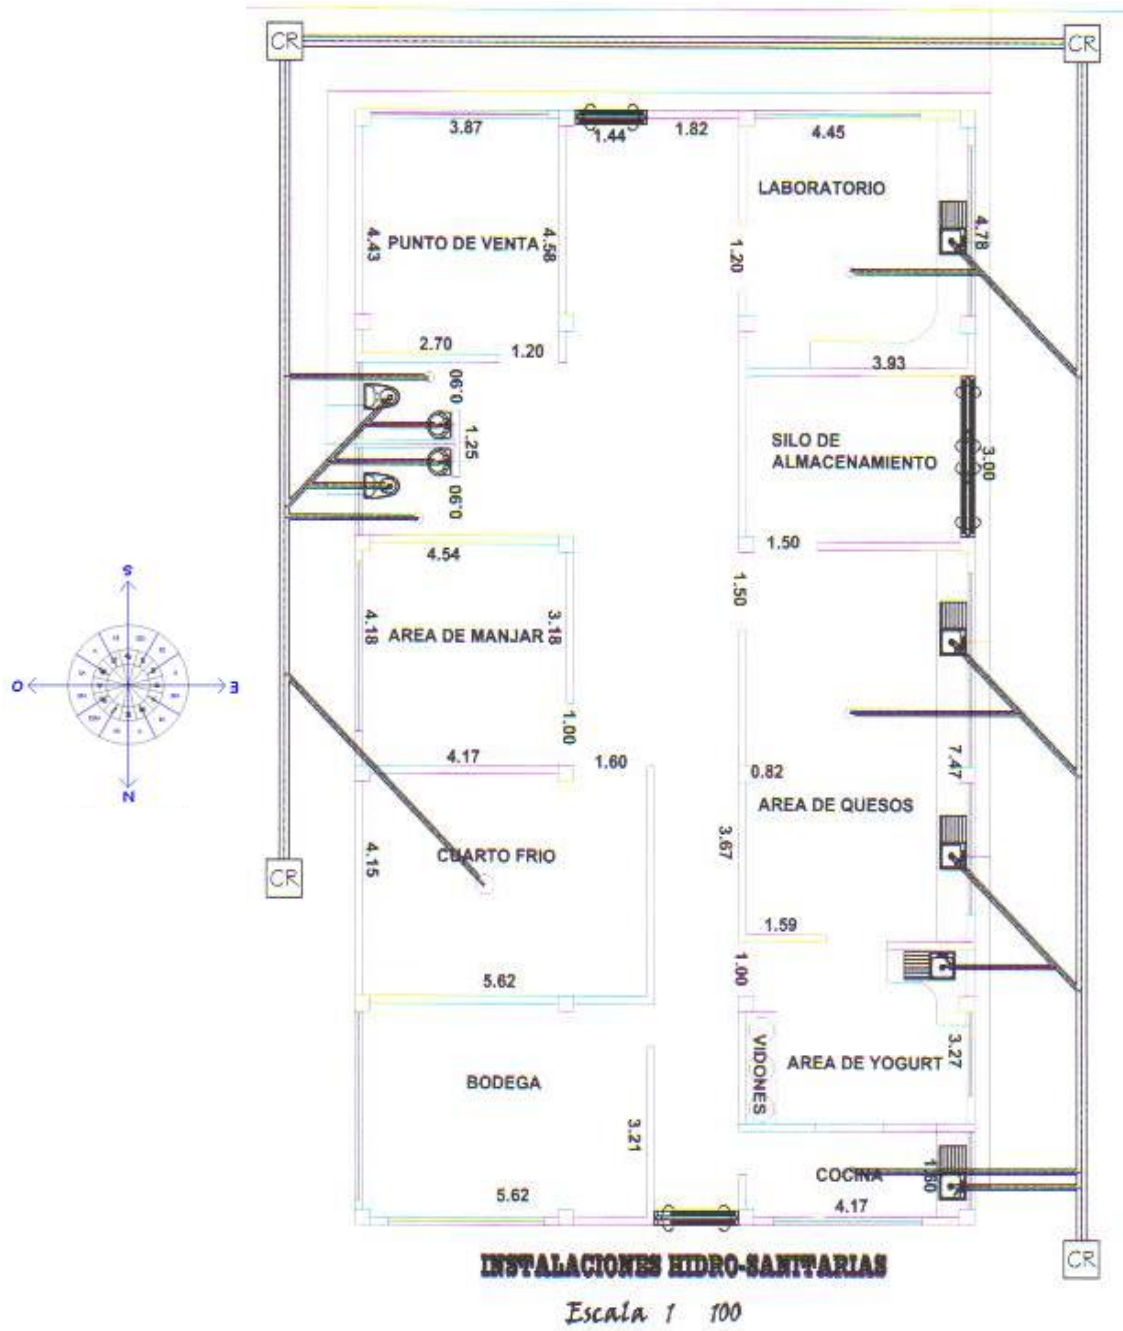 CR
CR
3.87
1.44
1.82
4.45
LABORATORIO
4.43
PUNTO DE VENTA
4.58
1.20
4.78
2.70
1.20
3.93
0.90
1.25
0.90
SILO DE
ALMACENAMIENTO
3.00
4.54
1.50
4.18
AREA DE MANJAR
3.18
1.50
S
O
E
N
1.00
4.17
1.60
0.82
7.47
AREA DE QUESOS
4.15
CUARTO FRIO
3.67
CR
1.59
1.00
5.62
BODEGA
VIDONES
AREA DE YOGURT
3.27
3.21
COCINA
1.60
5.62
4.17
CR
INSTALACIONES HIDRO-SANITARIAS
Escala 1 100